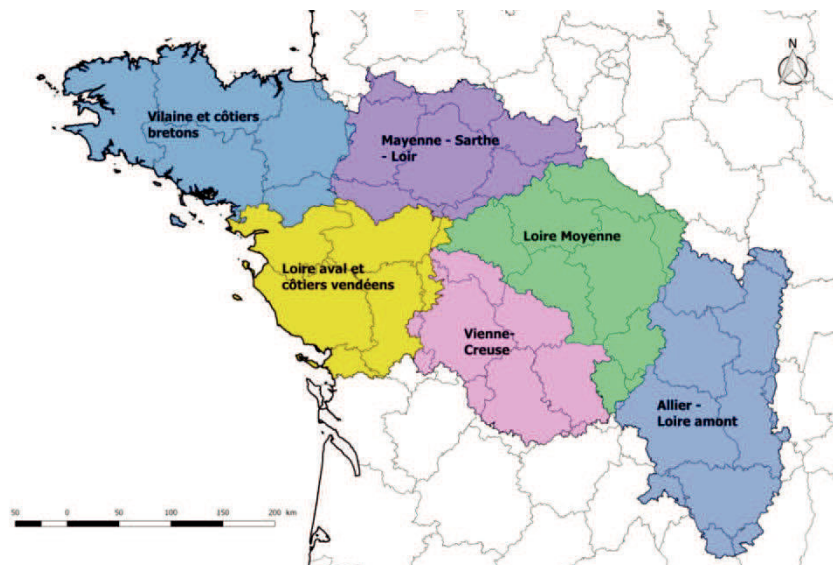 N
Vilaine et côtiers
bretons
Mayenne - Sarthe
- Loir
Loire Moyenne
Loire aval et
côtiers vendéens
Vienne-
Creuse
Allier -
Loire amont
50 0 50 100 150 200 km